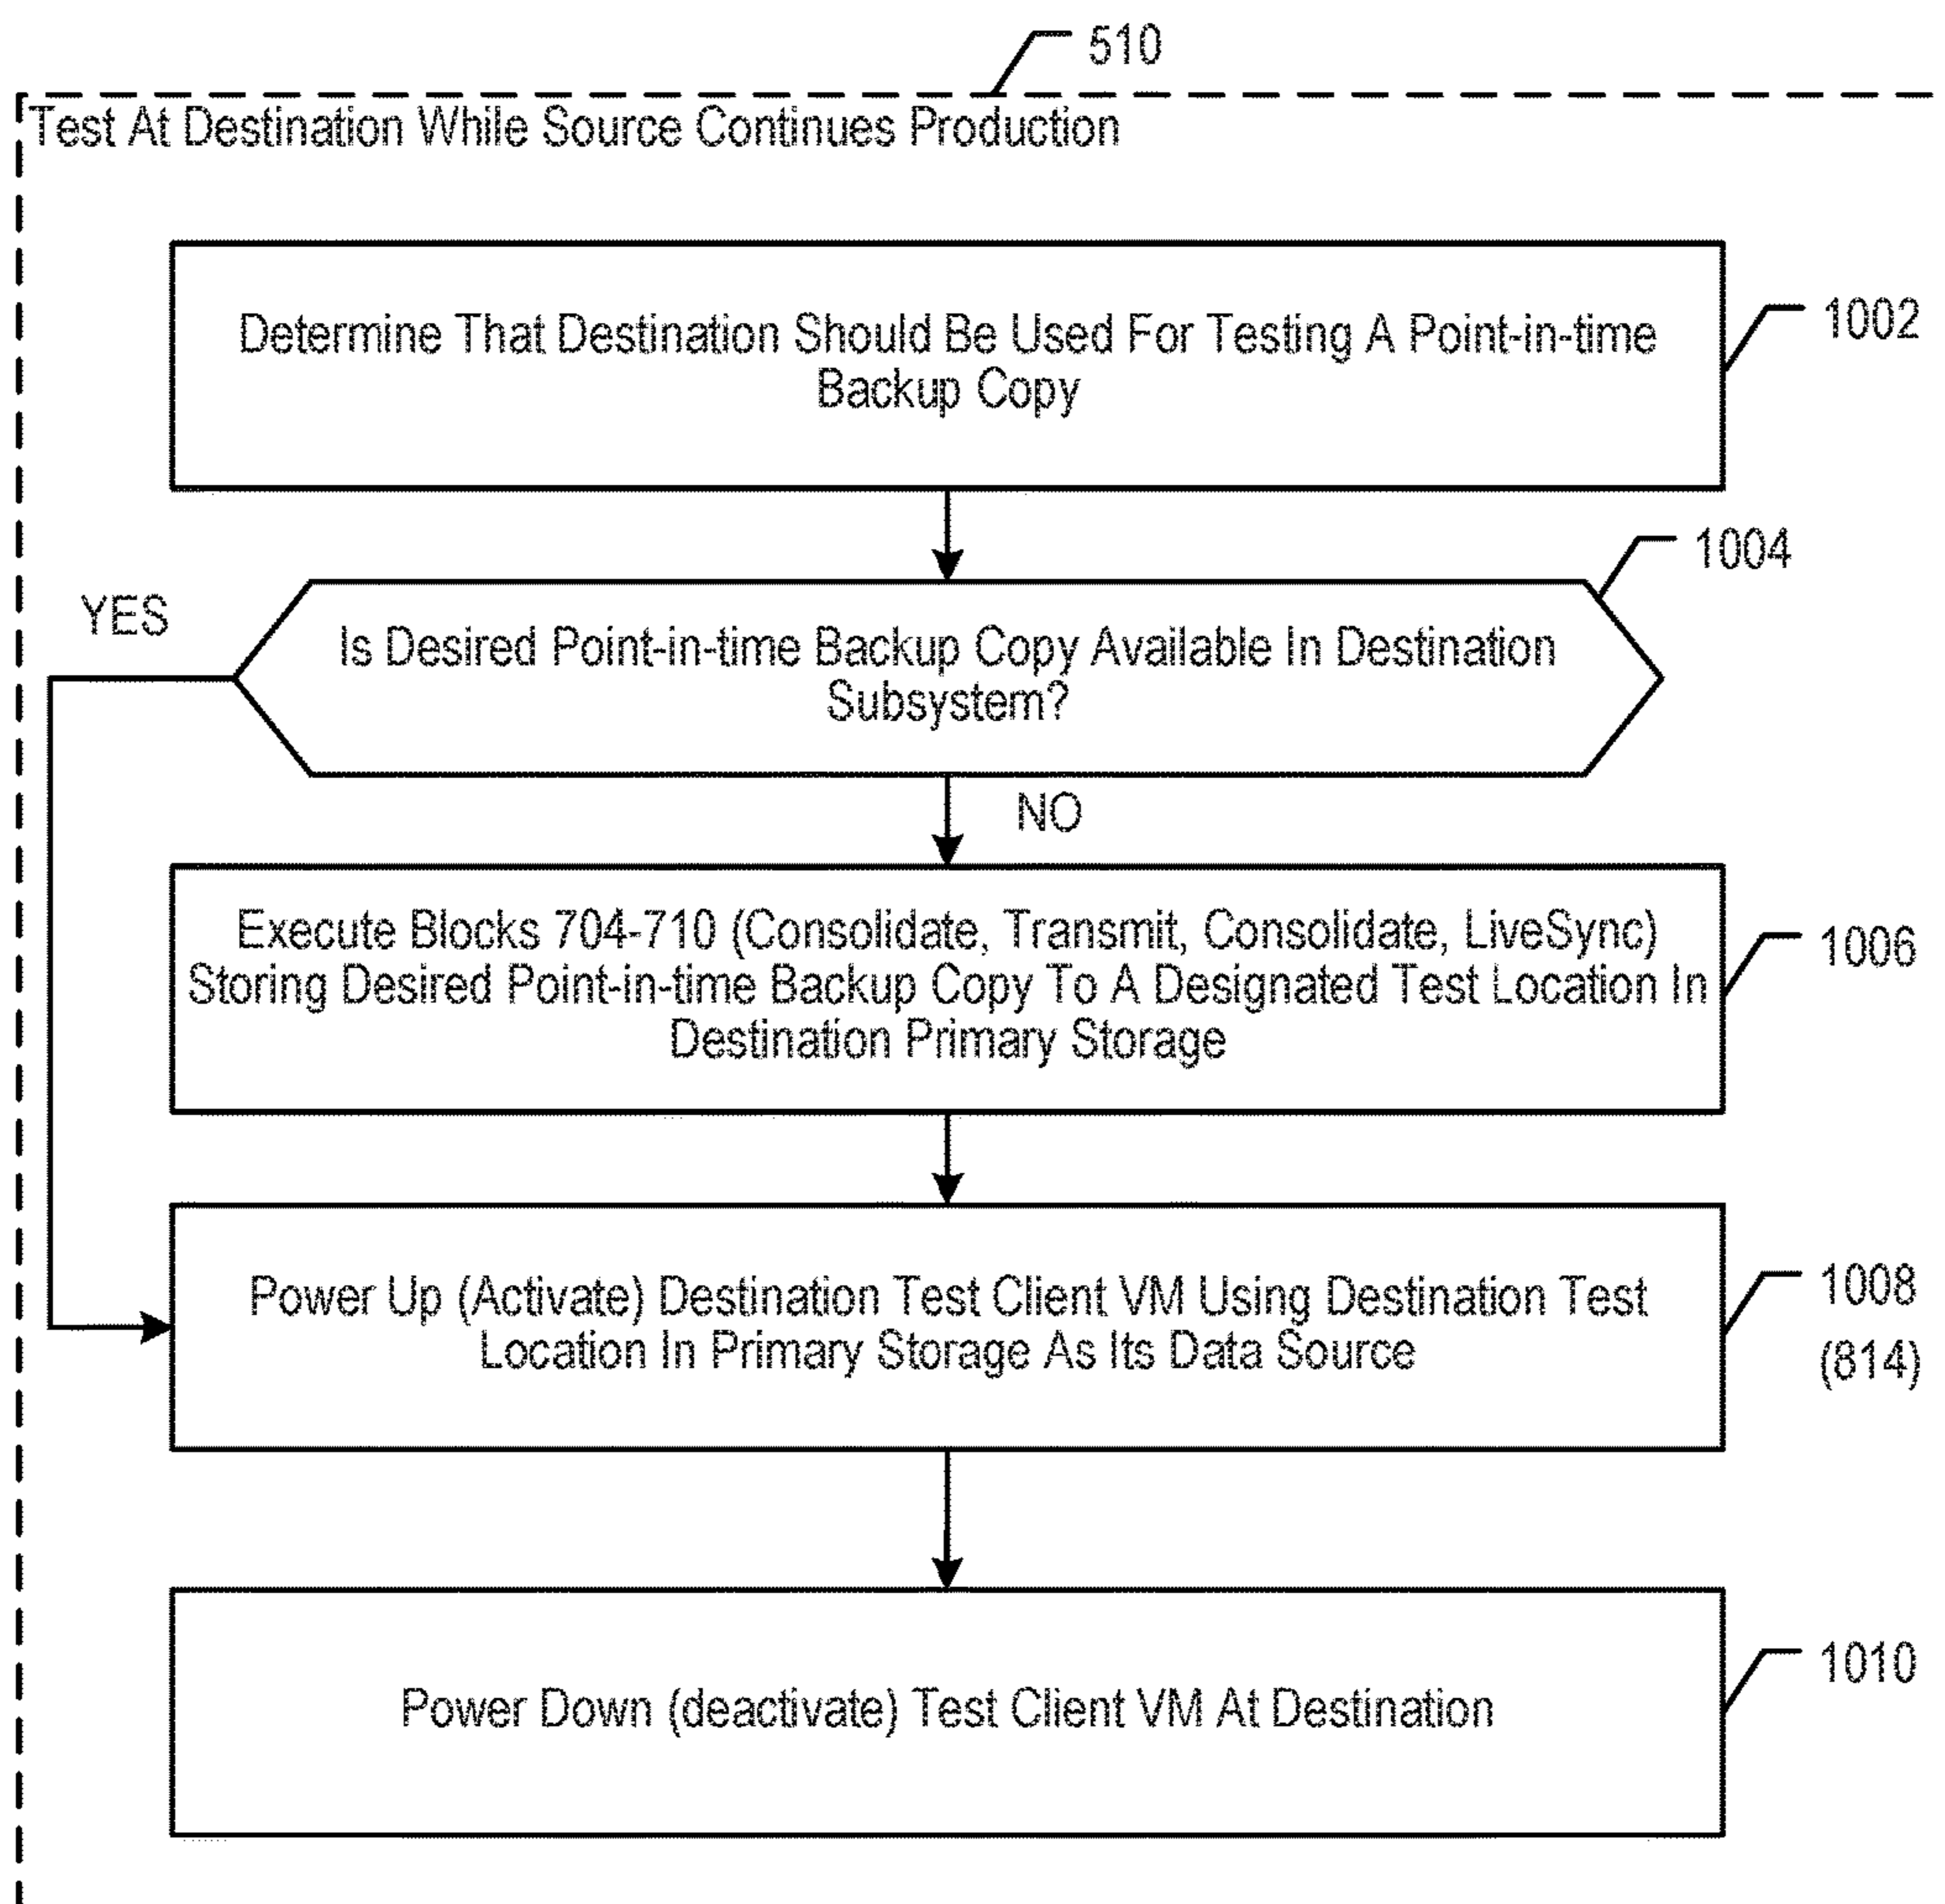 510
Test At Destination While Source Continues Production
Determine That Destination Should Be Used For Testing A Point-in-time
Backup Copy
1002
1004
YES
Is Desired Point-in-time Backup Copy Available In Destination
Subsystem?
NO
Execute Blocks 704-710 (Consolidate, Transmit, Consolidate, LiveSync)
Storing Desired Point-in-time Backup Copy To A Designated Test Location In
Destination Primary Storage
1006
Power Up (Activate) Destination Test Client VM Using Destination Test
Location In Primary Storage As Its Data Source
1008
(814)
Power Down (deactivate) Test Client VM At Destination
1010